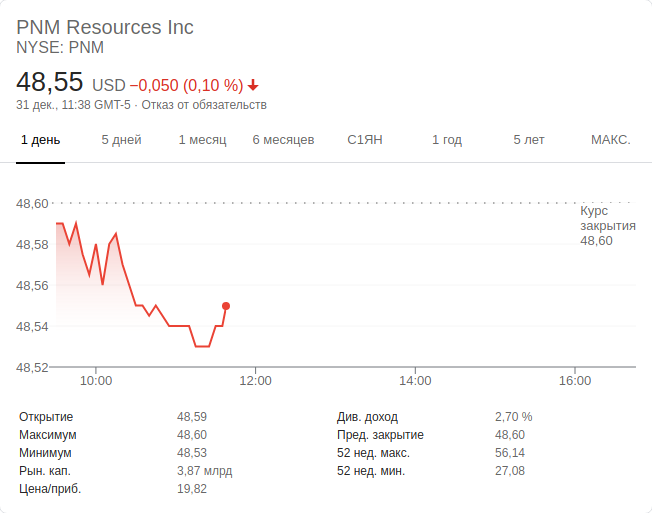 PNM Resources Inc
NYSE: PNM
48,55 USD −0,050 (0,10 %)
31 дек., 11:38 GMT-5 · Отказ от обязательств
1 день 5 дней 1 месяц 6 месяцев С1ЯН 1 год 5 лет МАКС.
48,60
Курс
закрытия
48,60
48,58
48,56
48,54
48,52
10:00 12:00 14:00 16:00
Открытие 48,59 Див. доход 2,70 %
Максимум 48,60 Пред. закрытие 48,60
Минимум 48,53 52 нед. макс. 56,14
Рын. кап. 3,87 млрд 52 нед. мин. 27,08
Цена/приб. 19,82